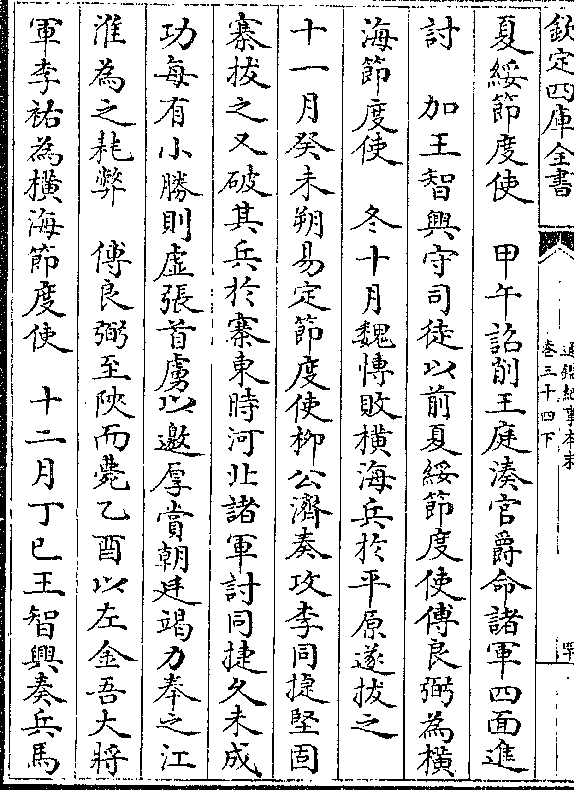 欽定四庫全書
通鑑紀事本末
卷三十四下
夏綏節度使　甲午詔削王庭湊官爵命諸軍四面進
討　加王智興守司徒以前夏綏節度使傅良弼為橫
海節度使　冬十月魏愽敗橫海兵於平原遂拔之
十一月癸未朔易定節度使柳公濟奏攻李同捷堅固
寨拔之又破其兵於寨東時河北諸軍討同捷久未成
功每有小勝則虛張首虜以邀厚賞朝廷竭力奉之江
淮為之耗弊　傅良弼至陜而薨乙酉以左金吾大將
軍李祐為橫海節度使　十二月丁巳王智興奏兵馬